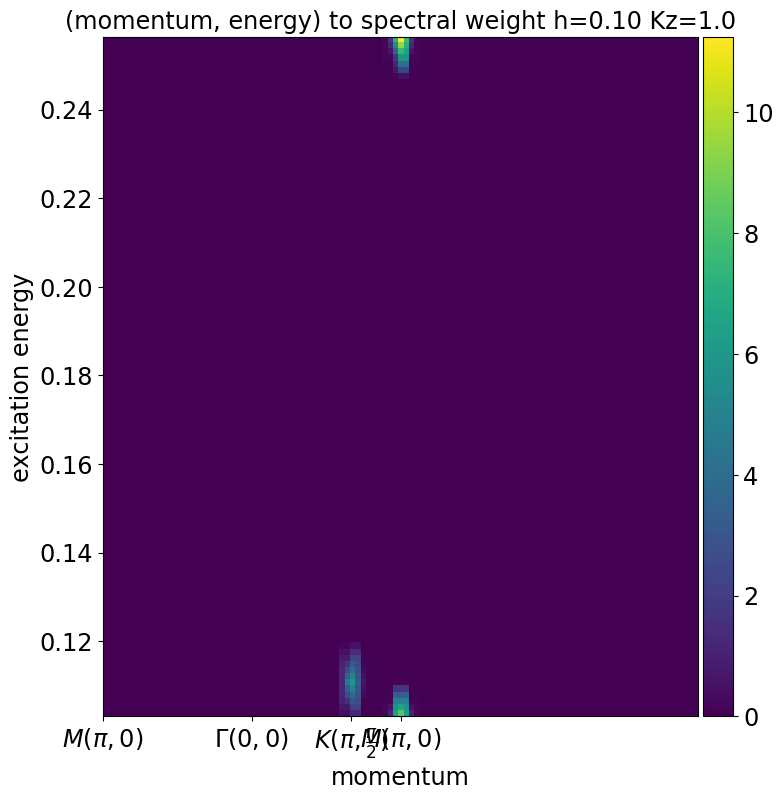 (momentum, energy) to spectral weight h=0.10 Kz=1.0
excitation energy
0.24
0.22
0.20
0.18
0.16
0.14
0.12
10
8
6
4
2
0
M(π, 0)
Γ(0, 0)
K(π, π/2)
M(π, 0)
momentum